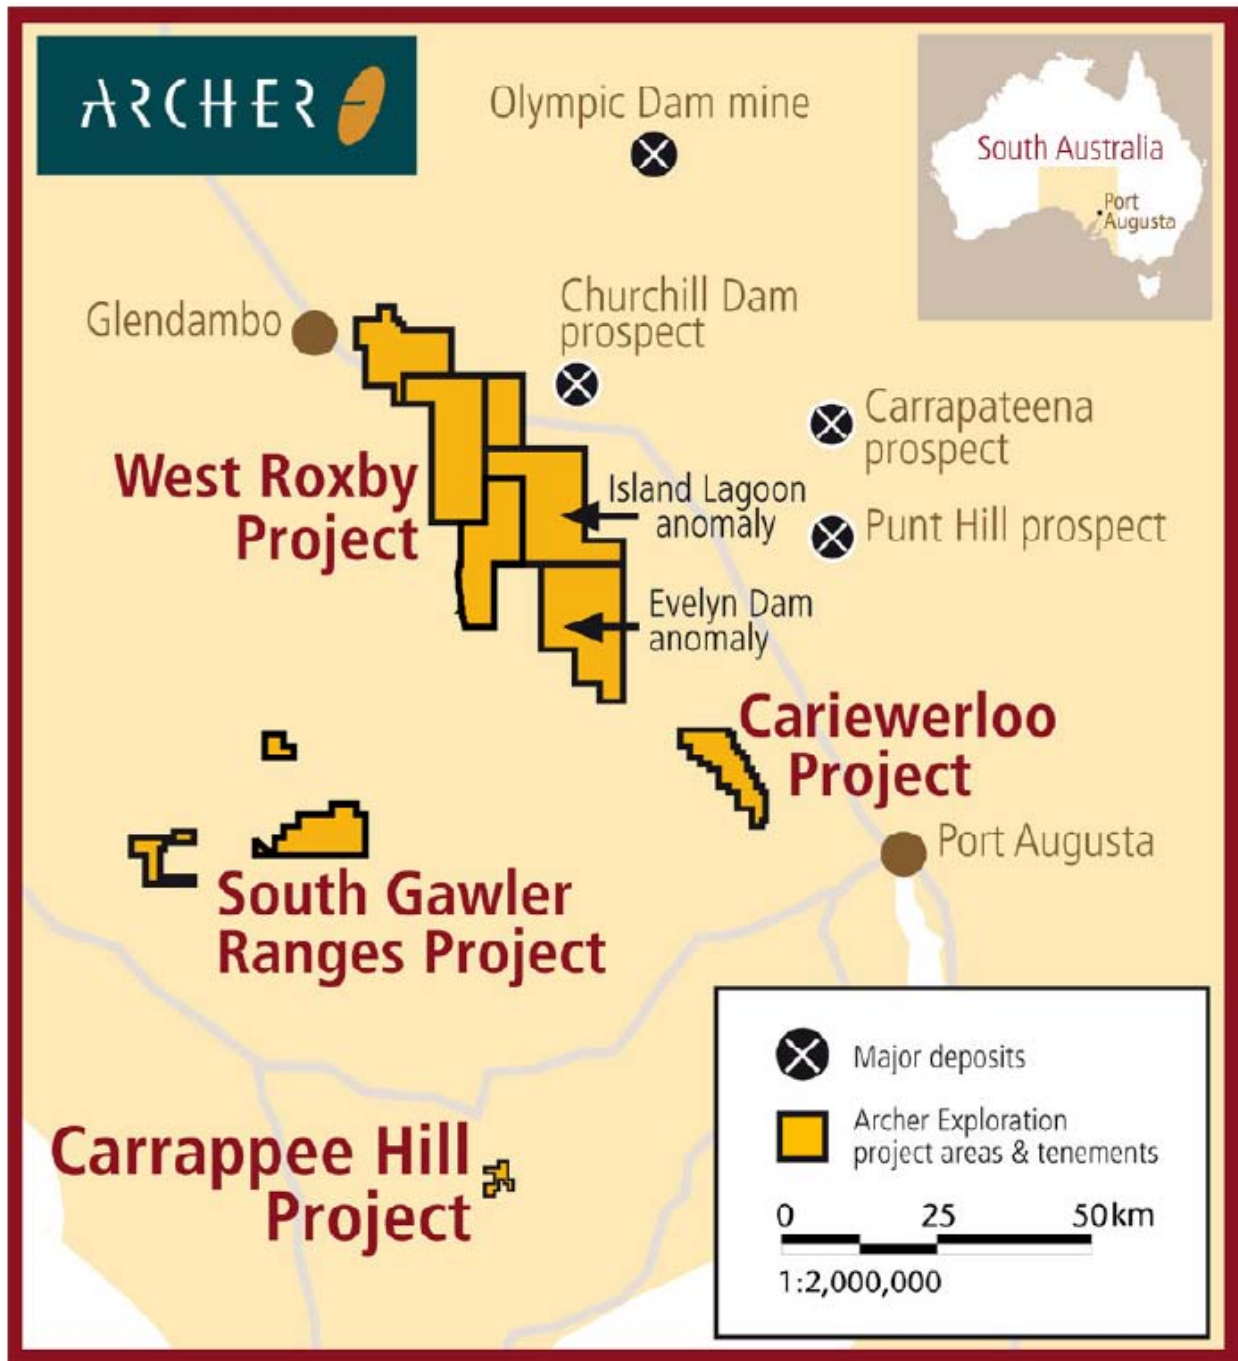 ARCHER
Olympic Dam mine
South Australia
Port
Augusta
Glendambo
Churchill Dam
prospect
Carrapateena
prospect
West Roxby
Project
Island Lagoon
anomaly
Punt Hill prospect
Evelyn Dam
anomaly
Cariewerloo
Project
Port Augusta
South Gawler
Ranges Project
Carrappee Hill
Project
Major deposits
Archer Exploration
project areas & tenements
0 25 50km
1:2,000,000